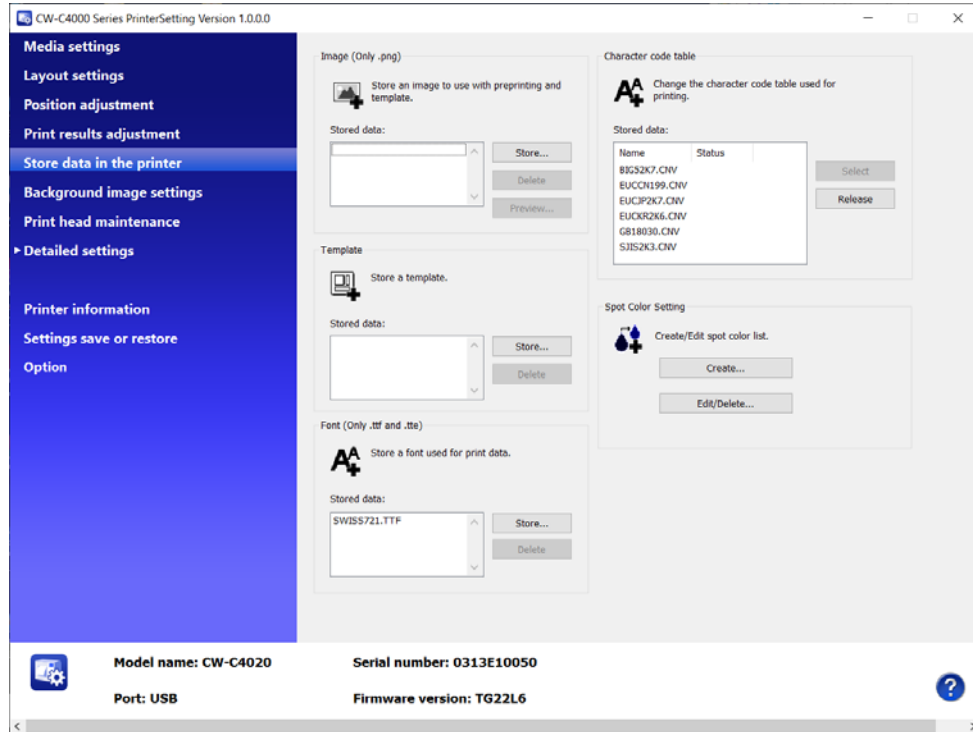 CW-C4000 Series PrinterSetting Version 1.0.0.0
Media settings
Layout settings
Position adjustment
Print results adjustment
Store data in the printer
Background image settings
Print head maintenance
Detailed settings
Printer information
Settings save or restore
Option
Image (Only .png)
Store an image to use with preprinting and
template.
Stored data:
Store...
Delete
Preview...
Template
Store a template.
Stored data:
Store...
Delete
Font (Only .ttf and .tte)
Store a font used for print data.
Stored data:
SWISS721.TTF
Store...
Delete
Character code table
Change the character code table used for
printing.
Stored data:
Name Status
BIG52K7.CNV
EUCCN199.CNV
EUCJP2K7.CNV
EUCKR2K6.CNV
GB18030.CNV
SJIS2K3.CNV
Select
Release
Spot Color Setting
Create/Edit spot color list.
Create...
Edit/Delete...
Model name: CW-C4020
Serial number: 0313E10050
Port: USB
Firmware version: TG22L6